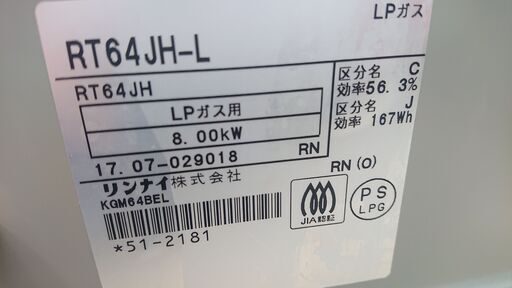 LPガス
RT64JH-L
RT64JH
LPガス用
8.00kW
17.07-029018 RN
区分名 C
効率56.3%
区分名 J
効率 167Wh
リンナイ株式会社
RN(O)
KGM64BEL
*51-2181
JIA認証
PS
LPG